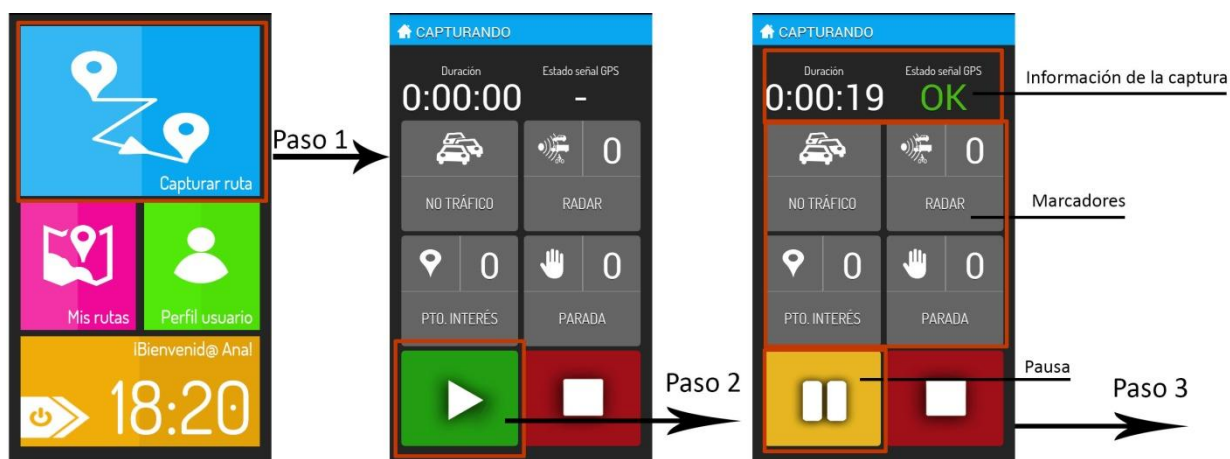 Capturar ruta
Mis rutas
Perfil usuario
¡Bienvenid@ Ana!
18:20
Paso 1
CAPTURANDO
Duración
Estado señal GPS
0:00:00
-
0
NO TRÁFICO
RADAR
0
0
PTO. INTERÉS
PARADA
Paso 2
CAPTURANDO
Duración
Estado señal GPS
0:00:19
OK
0
NO TRÁFICO
RADAR
0
0
PTO. INTERÉS
PARADA
Información de la captura
Marcadores
Pausa
Paso 3